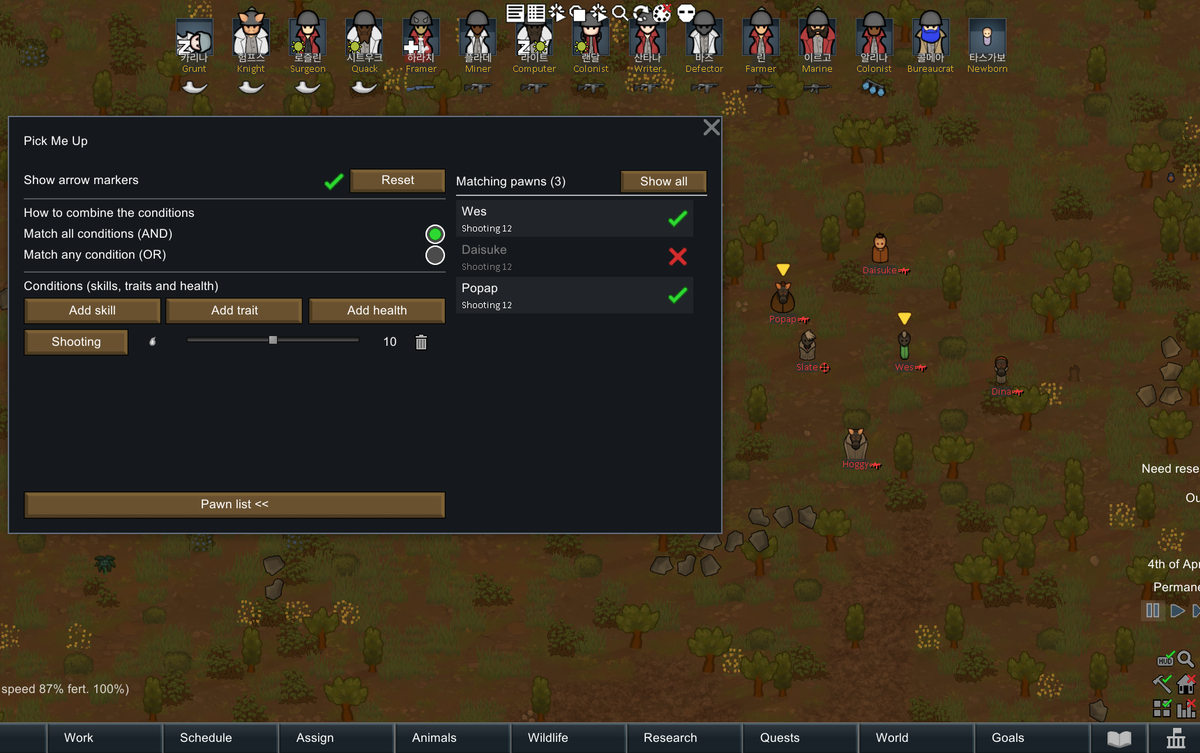 카리나
엄프스
로즐린
시트우크
하라치
플라데
라이트
랜달
산타나
바즈
린
이르고
알리나
콜메아
타스가보
Grunt
Knight
Surgeon
Quack
Framer
Miner
Computer
Colonist
Writer
Defector
Farmer
Marine
Colonist
Bureaucrat
Newborn
Pick Me Up
Show arrow markers
Reset
How to combine the conditions
Match all conditions (AND)
Match any condition (OR)
Conditions (skills, traits and health)
Add skill
Add trait
Add health
Shooting
10
Pawn list <<
Matching pawns (3)
Show all
Wes
Shooting 12
Daisuke
Shooting 12
Popap
Shooting 12
Daisuke
Popap
Slate
Wes
Dina
Hoggy
Need rese
Ou
4th of Apr
Permane
speed 87% fert. 100%)
Work
Schedule
Assign
Animals
Wildlife
Research
Quests
World
Goals